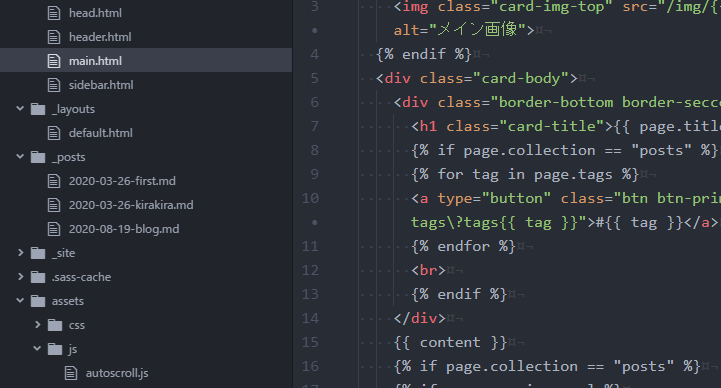 head.html
header.html
main.html
sidebar.html
_layouts
default.html
_posts
2020-03-26-first.md
2020-03-26-kirakira.md
2020-08-19-blog.md
_site
.sass-cache
assets
css
js
autoscroll.js
3 <img class="card-img-top" src="/img/{
• alt="メイン画像">¤¬
4 {% endif %}¤¬
5 <div class="card-body">¤¬
6 <div class="border-bottom border-secc
7 <h1 class="card-title">{{ page.title
8 {% if page.collection == "posts" %}
9 {% for tag in page.tags %}¤¬
10 <a type="button" class="btn btn-prim
• tags\?tags{{ tag }}">#{{ tag }}</a>
11 {% endfor %}¤¬
12 <br>¤¬
13 {% endif %}¤¬
14 </div>¤¬
15 {{ content }}¤¬
16 {% if page.collection == "posts" %}¤¬